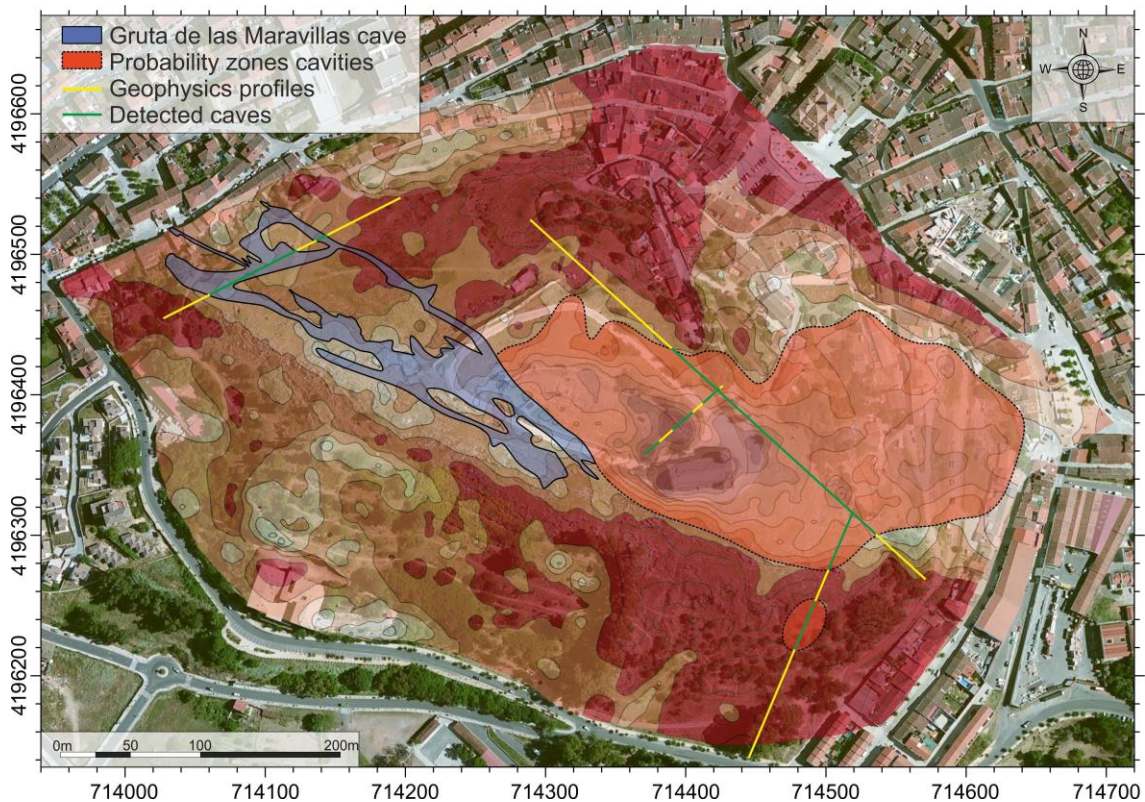 Gruta de las Maravillas cave
Probability zones cavities
Geophysics profiles
Detected caves
N
W E
S
4196600
4196500
4196400
4196300
4196200
0m 50 100 200m
714000 714100 714200 714300 714400 714500 714600 714700